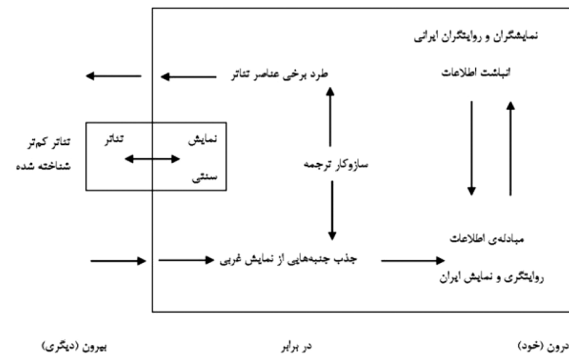 نمایشگران و روایتگران ایرانی
انباشت اطلاعات
طرد برخی عناصر تئاتر
نمایش
سنتی
تئاتر
تئاتر کم‌تر
شناخته شده
سازوکار ترجمه
مبادله‌ی اطلاعات
روایتگری و نمایش ایران
جذب جنبه‌هایی از نمایش غربی
درون (خود)
در برابر
بیرون (دیگری)